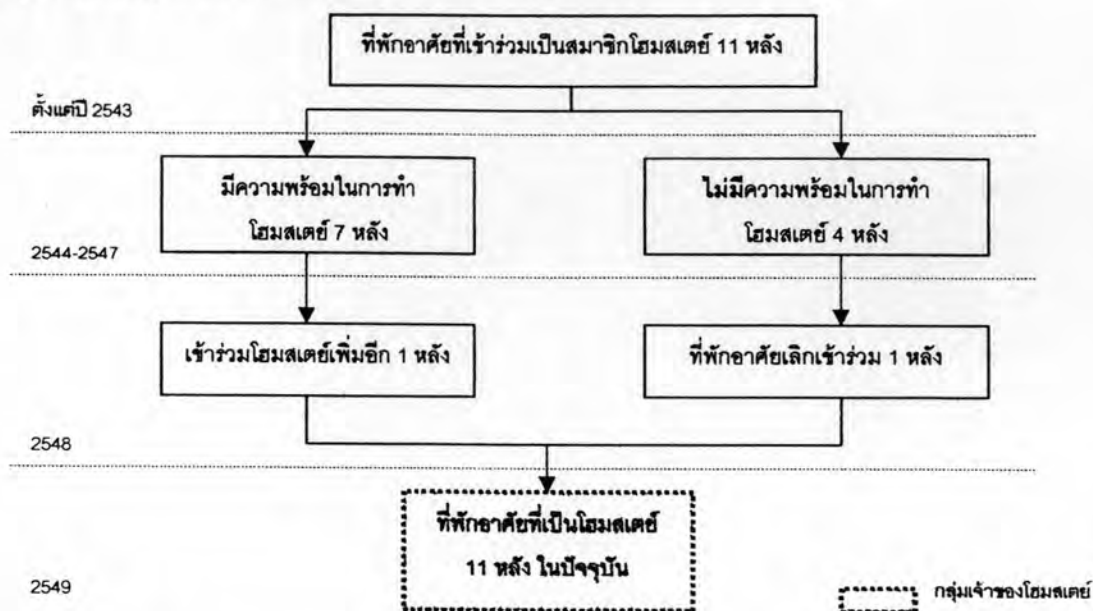 ที่พักอาศัยที่เข้าร่วมเป็นสมาชิกโฮมสเตย์ 11 หลัง
ตั้งแต่ปี 2543
มีความพร้อมในการทำ
โฮมสเตย์ 7 หลัง
ไม่มีความพร้อมในการทำ
โฮมสเตย์ 4 หลัง
2544-2547
เข้าร่วมโฮมสเตย์เพิ่มอีก 1 หลัง
ที่พักอาศัยเลิกเข้าร่วม 1 หลัง
2548
ที่พักอาศัยที่เป็นโฮมสเตย์
11 หลัง ในปัจจุบัน
2549
กลุ่มเจ้าของโฮมสเตย์